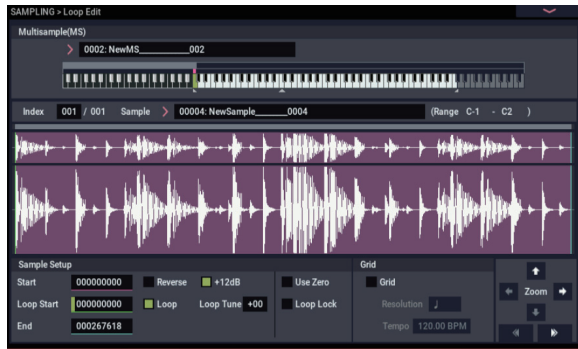 SAMPLING > Loop Edit
Multisample(MS)
0002: NewMS_________002
Index 001 / 001 Sample 00004: NewSample______0004 (Range C-1 - C2 )
Sample Setup Grid
Start 000000000 Reverse +12dB Use Zero Grid
Loop Start 000000000 Loop Loop Tune +00 Loop Lock Resolution ♩
End 000267618 Tempo 120.00 BPM
Zoom